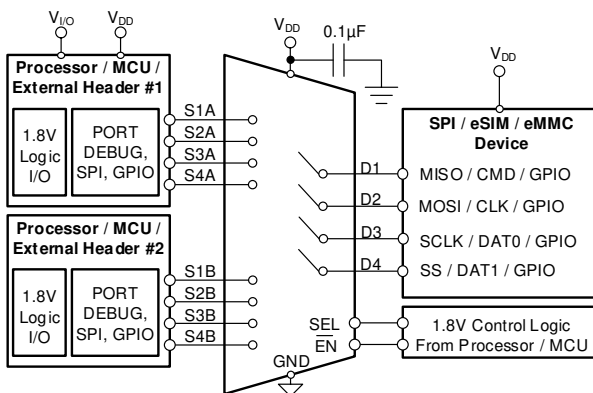 V_I/O V_DD
V_DD
0.1µF
V_DD
Processor / MCU /
External Header #1
1.8V
Logic
I/O
PORT
DEBUG,
SPI, GPIO
S1A
S2A
S3A
S4A
SPI / eSIM / eMMC
Device
D1 MISO / CMD / GPIO
D2 MOSI / CLK / GPIO
D3 SCLK / DAT0 / GPIO
D4 SS / DAT1 / GPIO
Processor / MCU /
External Header #2
1.8V
Logic
I/O
PORT
DEBUG,
SPI, GPIO
S1B
S2B
S3B
S4B
SEL
E̅N̅
GND
1.8V Control Logic
From Processor / MCU